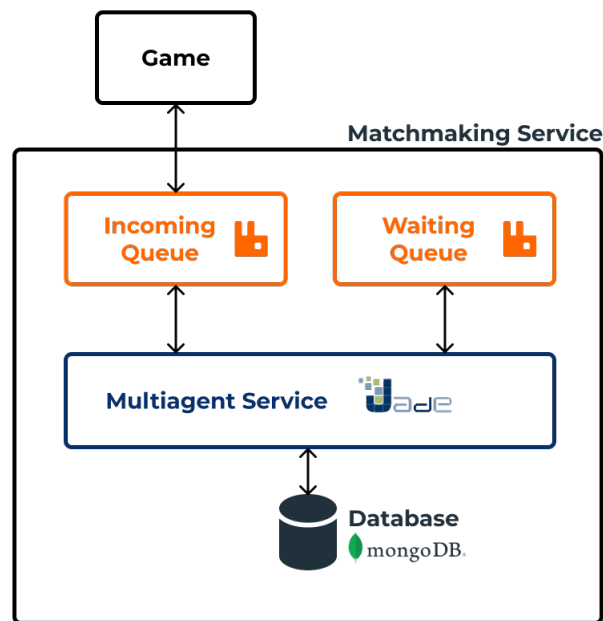 Game
Matchmaking Service
Incoming
Queue
Waiting
Queue
Multiagent Service
Jade
Database
mongoDB.